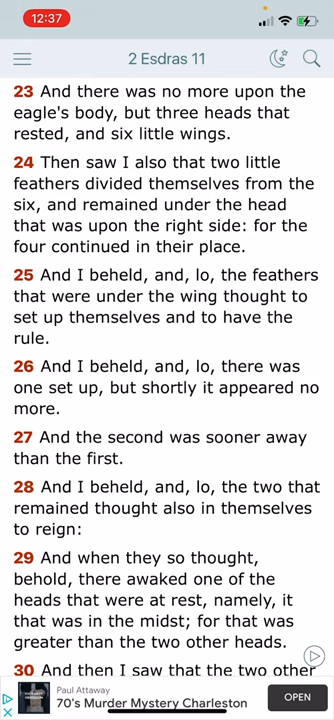 12:37
2 Esdras 11
23 And there was no more upon the
eagle's body, but three heads that
rested, and six little wings.
24 Then saw I also that two little
feathers divided themselves from the
six, and remained under the head
that was upon the right side: for the
four continued in their place.
25 And I beheld, and, lo, the feathers
that were under the wing thought to
set up themselves and to have the
rule.
26 And I beheld, and, lo, there was
one set up, but shortly it appeared no
more.
27 And the second was sooner away
than the first.
28 And I beheld, and, lo, the two that
remained thought also in themselves
to reign:
29 And when they so thought,
behold, there awaked one of the
heads that were at rest, namely, it
that was in the midst; for that was
greater than the two other heads.
30 And then I saw that the two other
Paul Attaway
70's Murder Mystery Charleston
OPEN